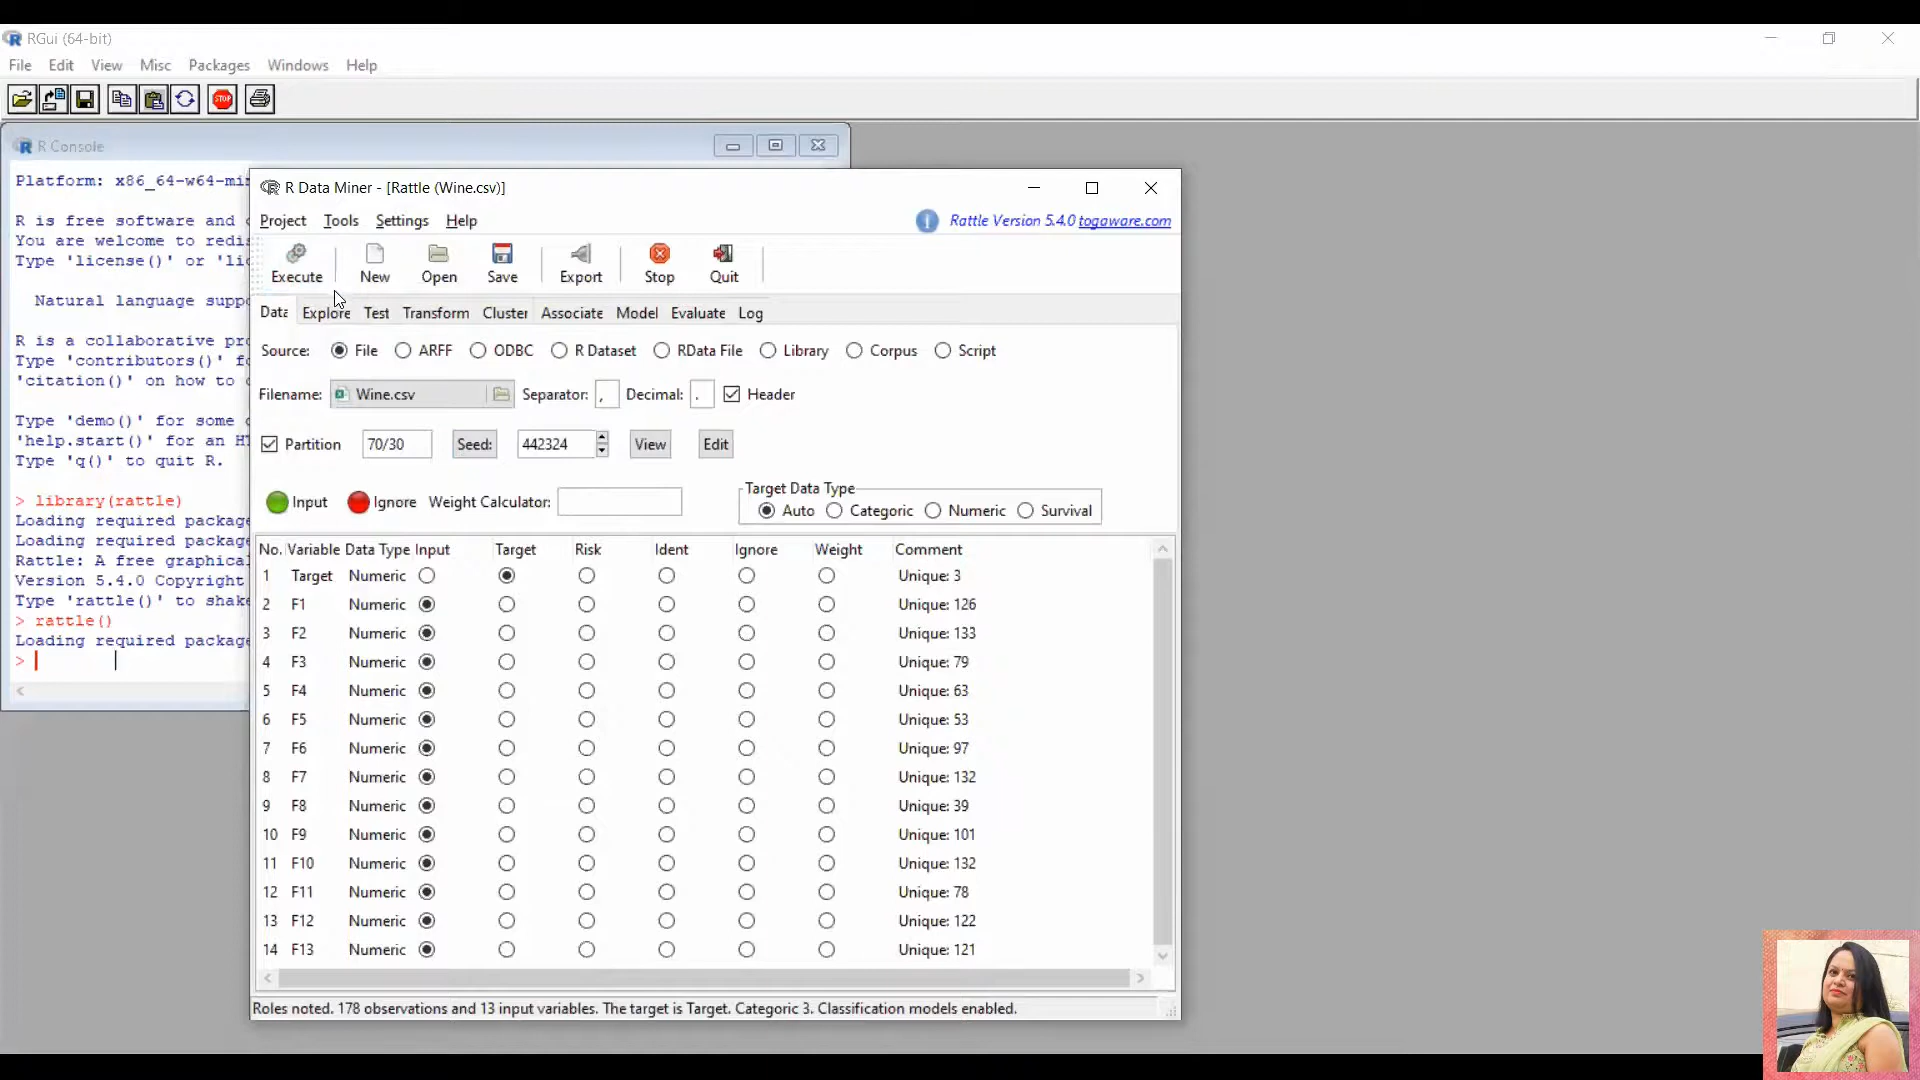 RGui (64-bit)
File Edit View Misc Packages Windows Help
STOP
R Console
Platform: x86_64-w64-mi
R is free software and
You are welcome to redis
Type 'license()' or 'li
Natural language supp
R is a collaborative pr
Type 'contributors()' f
'citation()' on how to
Type 'demo()' for some
'help.start()' for an H
Type 'q()' to quit R.
> library(rattle)
Loading required package
Loading required package
Rattle: A free graphica
Version 5.4.0 Copyright
Type 'rattle()' to shake
> rattle()
Loading required package
>
R Data Miner - [Rattle (Wine.csv)]
Project Tools Settings Help
Rattle Version 5.4.0 togaware.com
Execute New Open Save Export Stop Quit
Data Explore Test Transform Cluster Associate Model Evaluate Log
Source: File ARFF ODBC R Dataset RData File Library Corpus Script
Filename: Wine.csv Separator: , Decimal: . Header
Partition 70/30 Seed: 442324 View Edit
Input Ignore Weight Calculator:
Target Data Type
Auto Categoric Numeric Survival
No. Variable Data Type Input Target Risk Ident Ignore Weight Comment
1 Target Numeric Unique: 3
2 F1 Numeric Unique: 126
3 F2 Numeric Unique: 133
4 F3 Numeric Unique: 79
5 F4 Numeric Unique: 63
6 F5 Numeric Unique: 53
7 F6 Numeric Unique: 97
8 F7 Numeric Unique: 132
9 F8 Numeric Unique: 39
10 F9 Numeric Unique: 101
11 F10 Numeric Unique: 132
12 F11 Numeric Unique: 78
13 F12 Numeric Unique: 122
14 F13 Numeric Unique: 121
Roles noted. 178 observations and 13 input variables. The target is Target. Categoric 3. Classification models enabled.